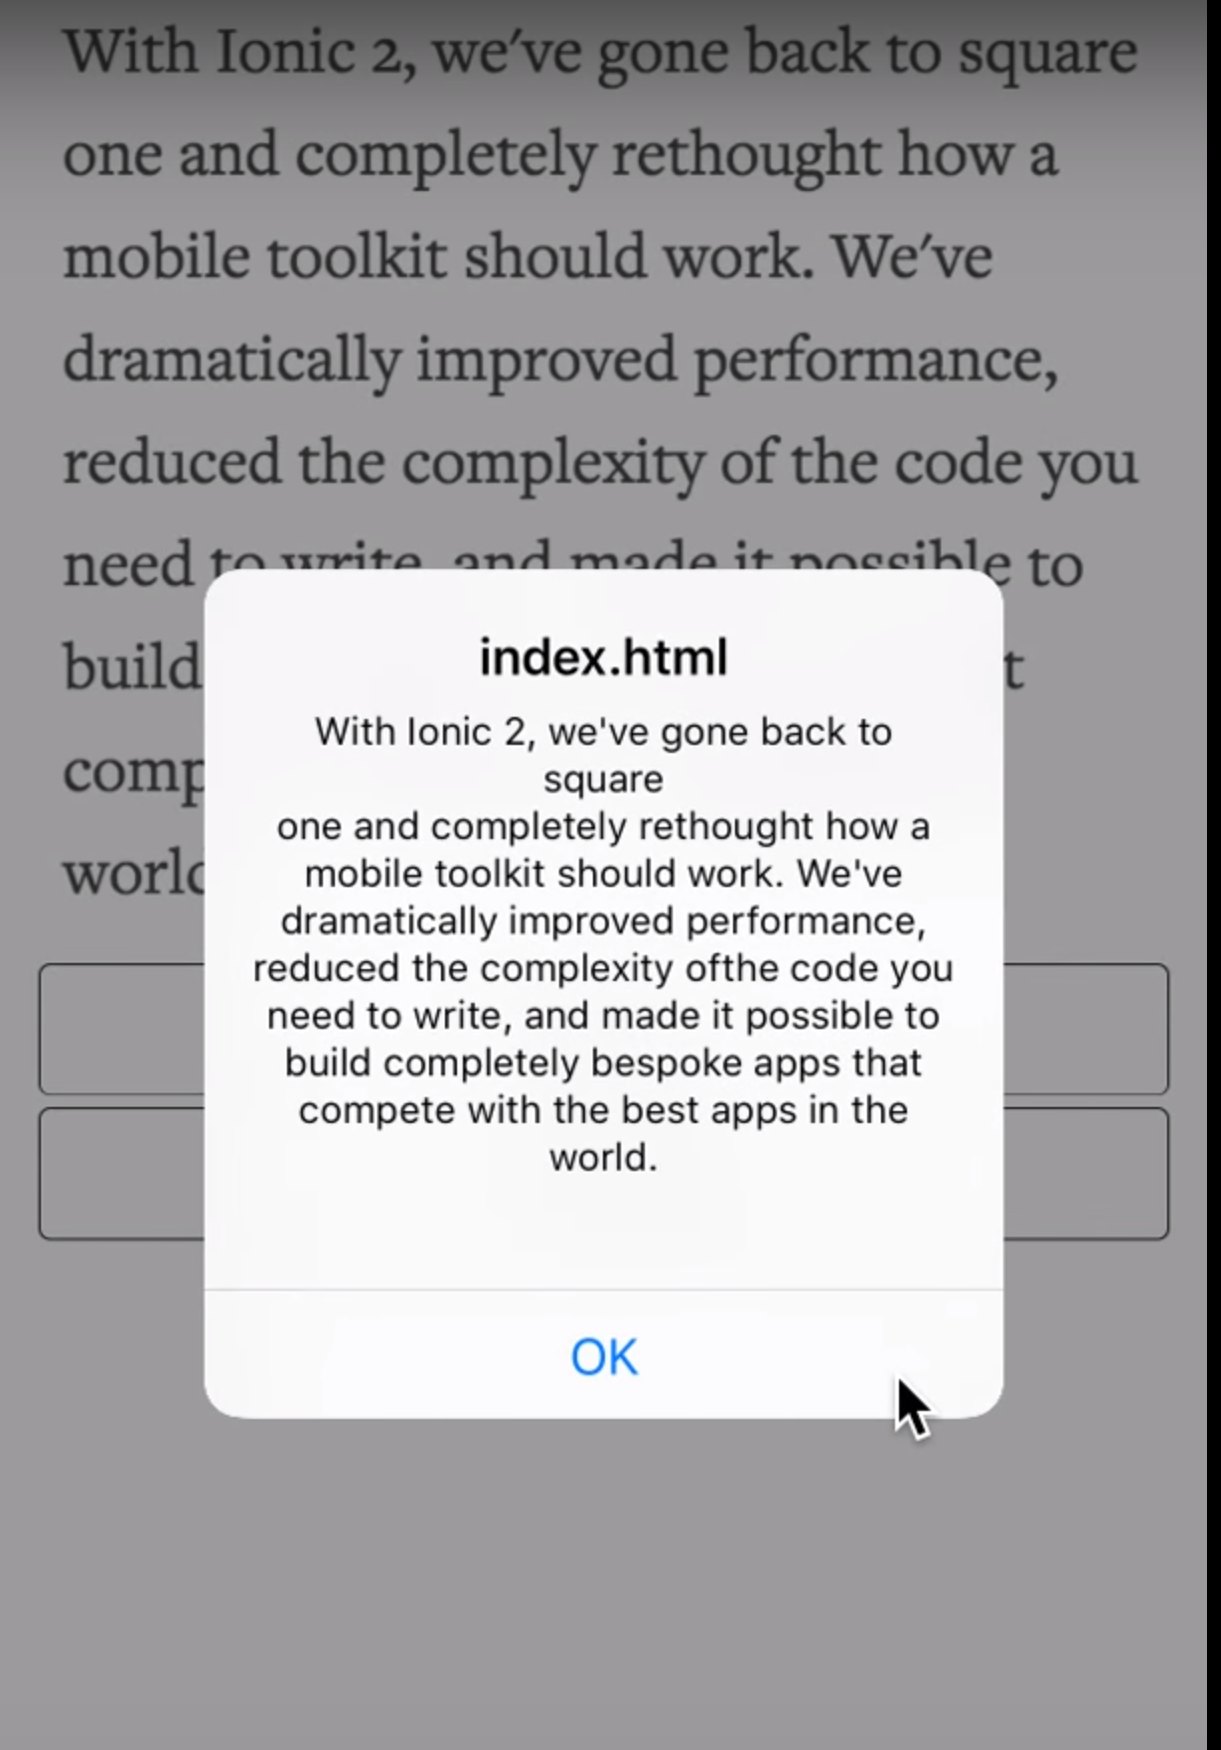 With Ionic 2, we've gone back to square
one and completely rethought how a
mobile toolkit should work. We've
dramatically improved performance,
reduced the complexity of the code you
need to write, and made it possible to
build t
comp
world
index.html
With Ionic 2, we've gone back to
square
one and completely rethought how a
mobile toolkit should work. We've
dramatically improved performance,
reduced the complexity ofthe code you
need to write, and made it possible to
build completely bespoke apps that
compete with the best apps in the
world.
OK